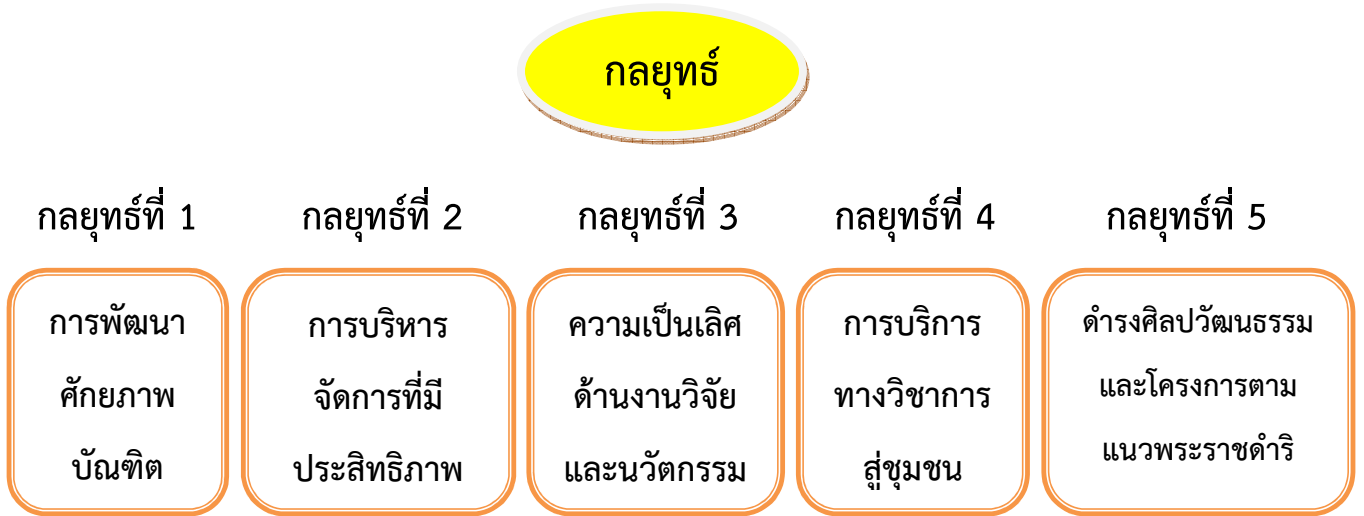 กลยุทธ์
กลยุทธ์ที่ 1
กลยุทธ์ที่ 2
กลยุทธ์ที่ 3
กลยุทธ์ที่ 4
กลยุทธ์ที่ 5
การพัฒนา
ศักยภาพ
บัณฑิต
การบริหาร
จัดการที่มี
ประสิทธิภาพ
ความเป็นเลิศ
ด้านงานวิจัย
และนวัตกรรม
การบริการ
ทางวิชาการ
สู่ชุมชน
ดำรงศิลปวัฒนธรรม
และโครงการตาม
แนวพระราชดำริ